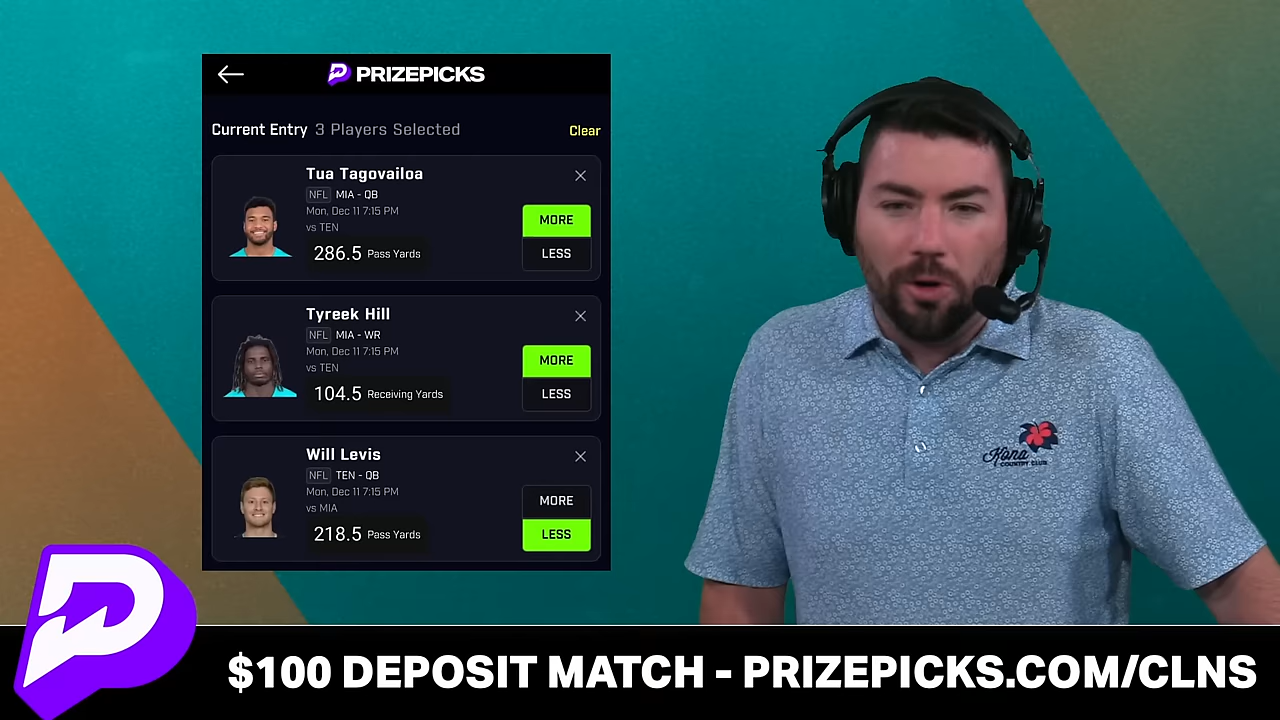 PRIZEPICKS
Current Entry 3 Players Selected
Clear
Tua Tagovailoa
NFL MIA - QB
Mon, Dec 11 7:15 PM
vs TEN
286.5 Pass Yards
MORE
LESS
Tyreek Hill
NFL MIA - WR
Mon, Dec 11 7:15 PM
vs TEN
104.5 Receiving Yards
MORE
LESS
Will Levis
NFL TEN - QB
Mon, Dec 11 7:15 PM
vs MIA
218.5 Pass Yards
MORE
LESS
Kona
COUNTRY CLUB
$100 DEPOSIT MATCH - PRIZEPICKS.COM/CLNS